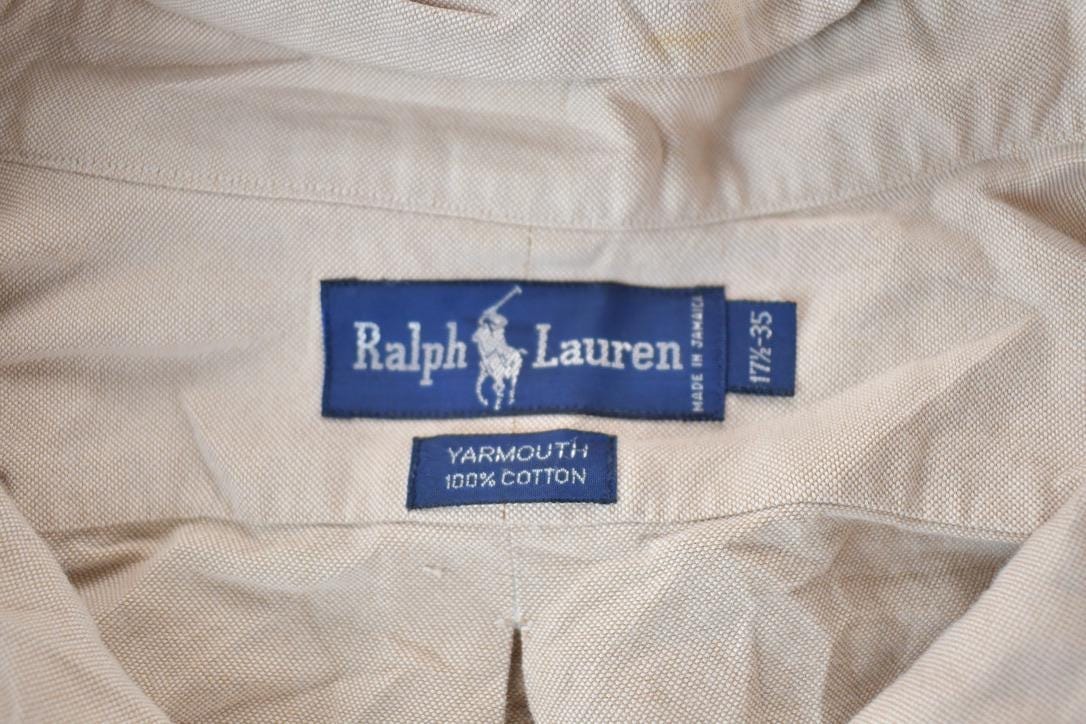 Ralph Lauren
MADE IN JAMAICA
17½-35
YARMOUTH
100% COTTON